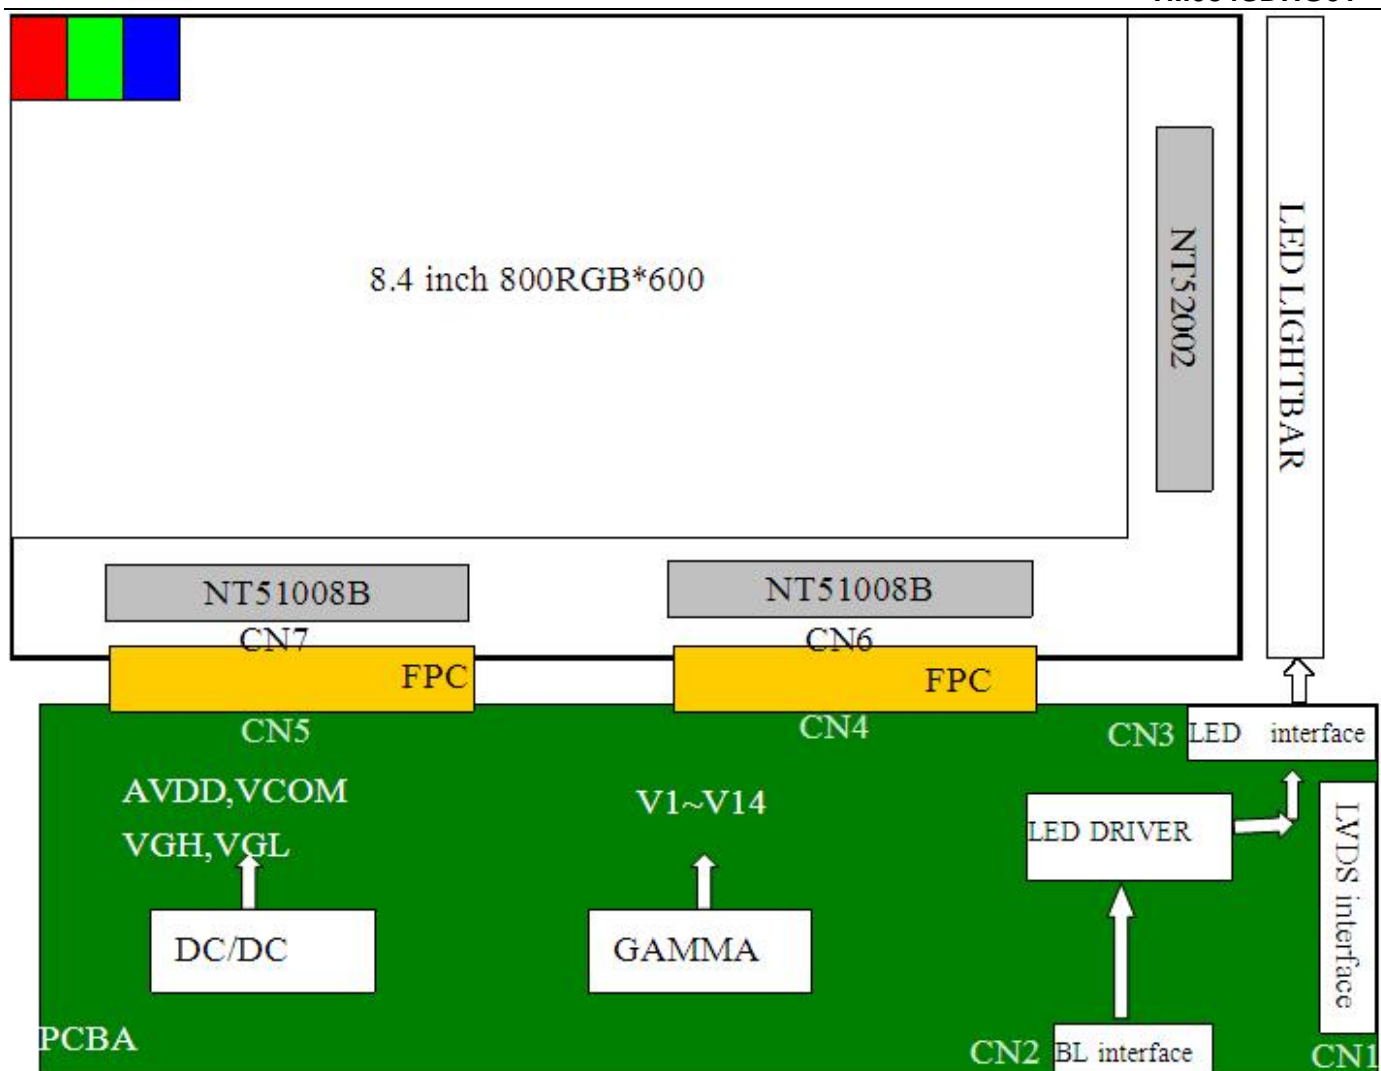 8.4 inch 800RGB*600
NT52002
LED LIGHTBAR
NT51008B
NT51008B
CN7
CN6
FPC
FPC
CN5
CN4
CN3
LED interface
AVDD,VCOM
VGH,VGL
V1~V14
LED DRIVER
LVDS interface
DC/DC
GAMMA
PCBA
CN2
BL interface
CN1